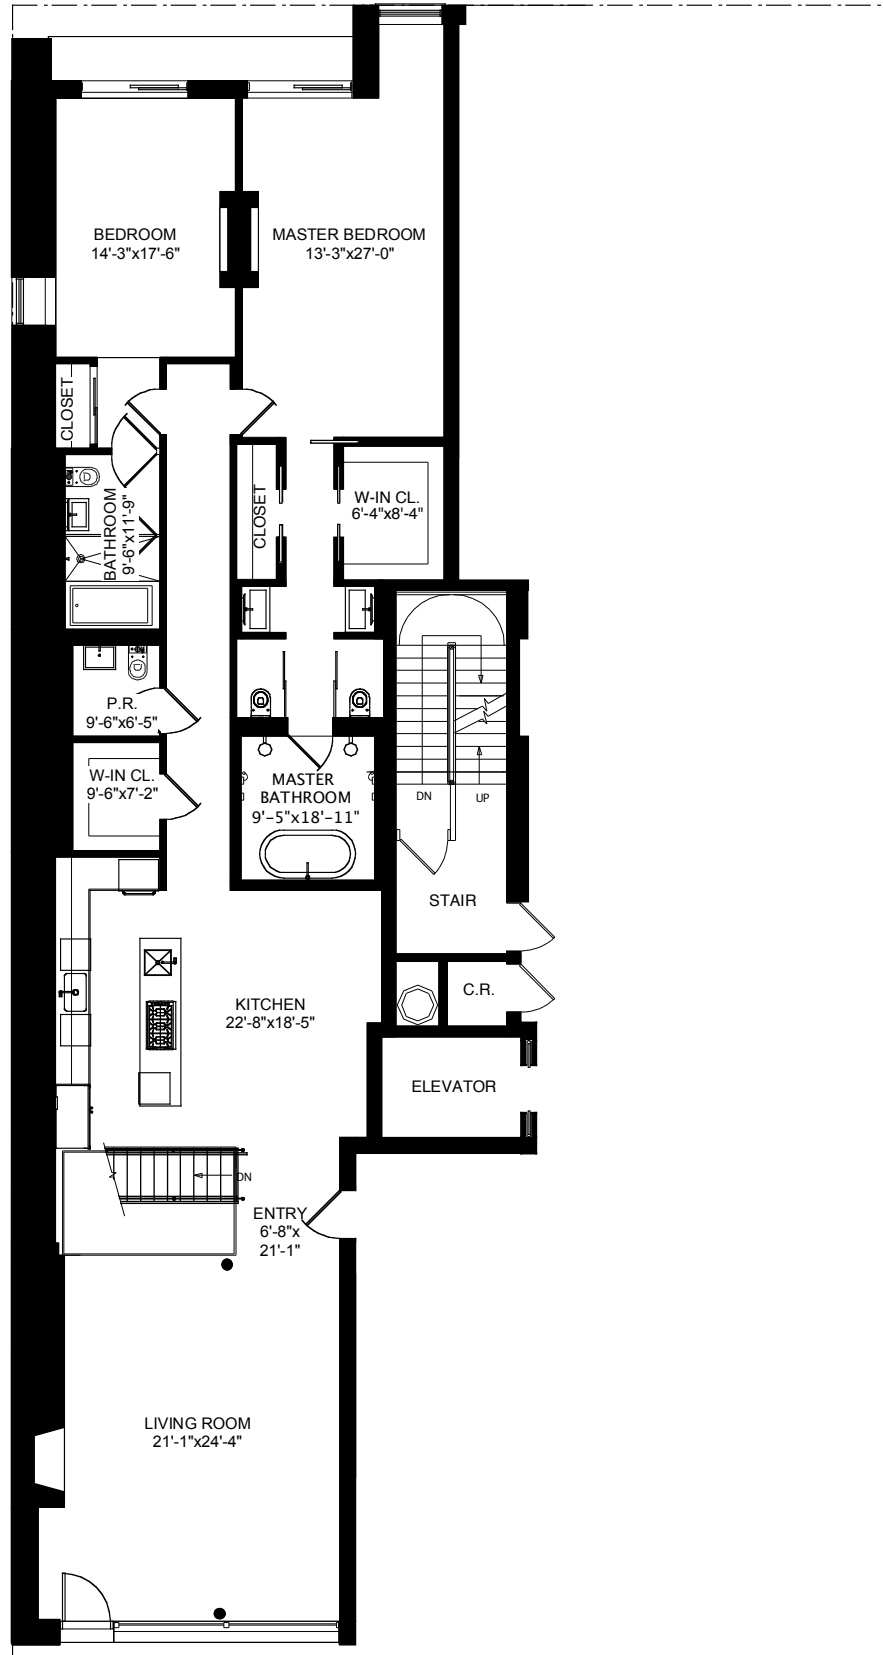 BEDROOM
14'-3"x17'-6"
MASTER BEDROOM
13'-3"x27'-0"
CLOSET
BATHROOM
9'-6"x11'-9"
CLOSET
W-IN CL.
6'-4"x8'-4"
P.R.
9'-6"x6'-5"
W-IN CL.
9'-6"x7'-2"
MASTER
BATHROOM
9'-5"x18'-11"
DN
UP
STAIR
C.R.
KITCHEN
22'-8"x18'-5"
ELEVATOR
DN
ENTRY
6'-8"x
21'-1"
LIVING ROOM
21'-1"x24'-4"